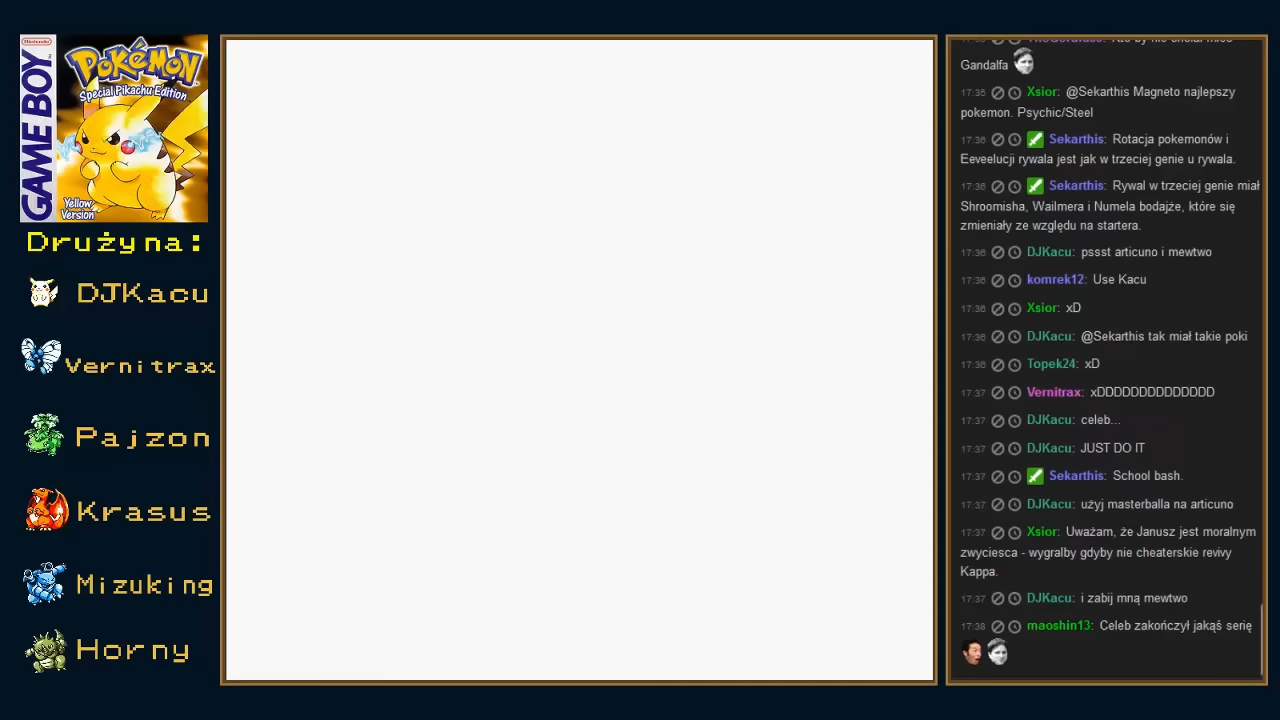 Nintendo
GAME BOY
POKéMON
Special Pikachu Edition
Yellow
Version
Drużyna:
DJKacu
Vernitrax
Pajzon
Krasus
Mizuking
Horny
Gandalfa
17:35 Xsior: @Sekarthis Magneto najlepszy
pokemon. Psychic/Steel
17:36 Sekarthis: Rotacja pokemonów i
Eeveelucji rywala jest jak w trzeciej genie u rywala.
17:36 Sekarthis: Rywal w trzeciej genie miał
Shroomisha, Wailmera i Numela bodajże, które się
zmieniały ze względu na startera.
17:36 DJKacu: pssst articuno i mewtwo
17:36 komrek12: Use Kacu
17:36 Xsior: xD
17:36 DJKacu: @Sekarthis tak miał takie poki
17:36 Topek24: xD
17:37 Vernitrax: xDDDDDDDDDDDDDD
17:37 DJKacu: celeb...
17:37 DJKacu: JUST DO IT
17:37 Sekarthis: School bash.
17:37 DJKacu: użyj masterballa na articuno
17:37 Xsior: Uważam, że Janusz jest moralnym
zwyciesca - wygralby gdyby nie cheaterskie revivy
Kappa.
17:37 DJKacu: i zabij mną mewtwo
17:38 maoshin13: Celeb zakończył jakąś serię